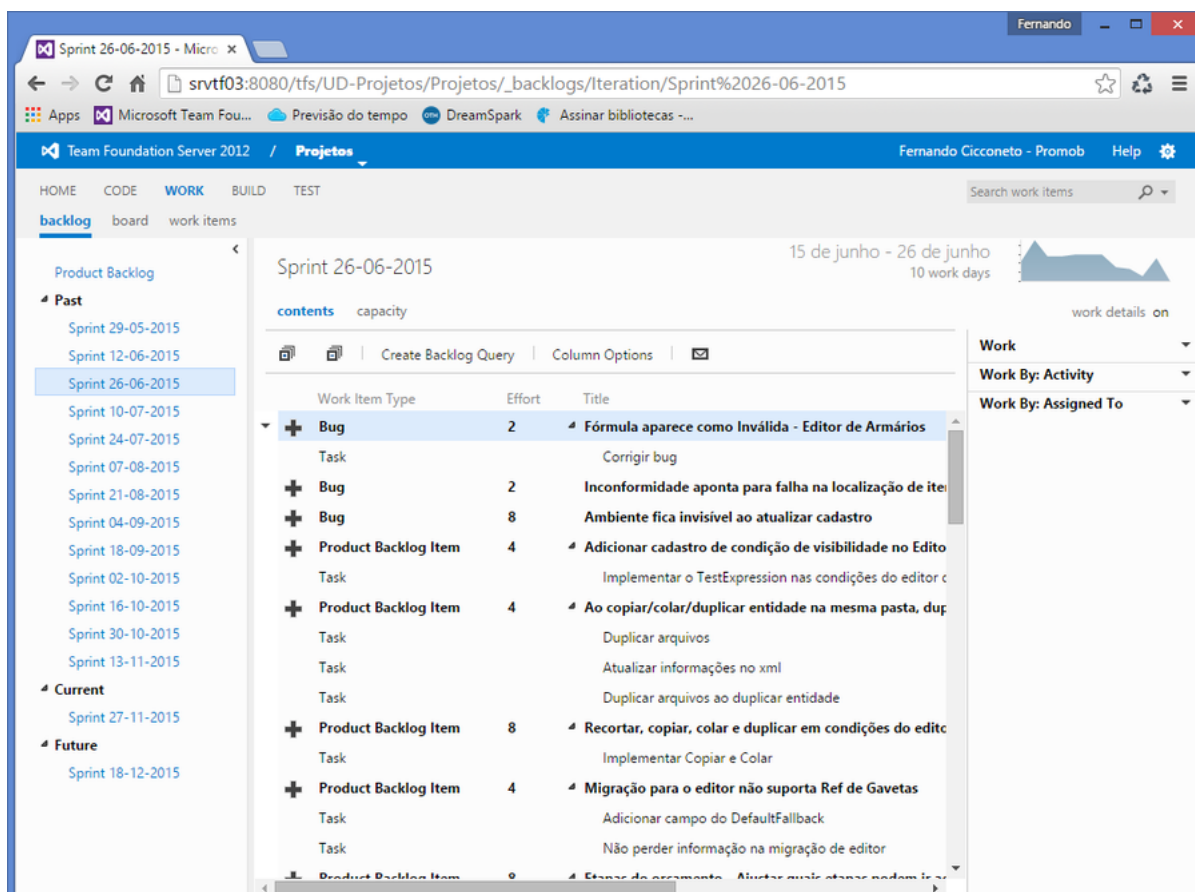 Fernando
Sprint 26-06-2015 - Micro
srvtf03:8080/tfs/UD-Projetos/Projetos/_backlogs/Iteration/Sprint%2026-06-2015
Apps Microsoft Team Fou... Previsão do tempo DreamSpark Assinar bibliotecas -...
Team Foundation Server 2012 / Projetos Fernando Cicconeto - Promob Help
HOME CODE WORK BUILD TEST Search work items
backlog board work items
Product Backlog
Past
Sprint 29-05-2015
Sprint 12-06-2015
Sprint 26-06-2015
Sprint 10-07-2015
Sprint 24-07-2015
Sprint 07-08-2015
Sprint 21-08-2015
Sprint 04-09-2015
Sprint 18-09-2015
Sprint 02-10-2015
Sprint 16-10-2015
Sprint 30-10-2015
Sprint 13-11-2015
Current
Sprint 27-11-2015
Future
Sprint 18-12-2015
Sprint 26-06-2015
15 de junho - 26 de junho
10 work days
contents capacity
work details on
Create Backlog Query Column Options
Work Item Type Effort Title
Bug 2 Fórmula aparece como Inválida - Editor de Armários
Task Corrigir bug
Bug 2 Inconformidade aponta para falha na localização de iter
Bug 8 Ambiente fica invisível ao atualizar cadastro
Product Backlog Item 4 Adicionar cadastro de condição de visibilidade no Edito
Task Implementar o TestExpression nas condições do editor
Product Backlog Item 4 Ao copiar/colar/duplicar entidade na mesma pasta, dup
Task Duplicar arquivos
Task Atualizar informações no xml
Task Duplicar arquivos ao duplicar entidade
Product Backlog Item 8 Recortar, copiar, colar e duplicar em condições do edito
Task Implementar Copiar e Colar
Product Backlog Item 4 Migração para o editor não suporta Ref de Gavetas
Task Adicionar campo do DefaultFallback
Task Não perder informação na migração de editor
Product Backlog Item 8 Etapas do orçamento - Ajustar quais etapas podem ir
Work
Work By: Activity
Work By: Assigned To